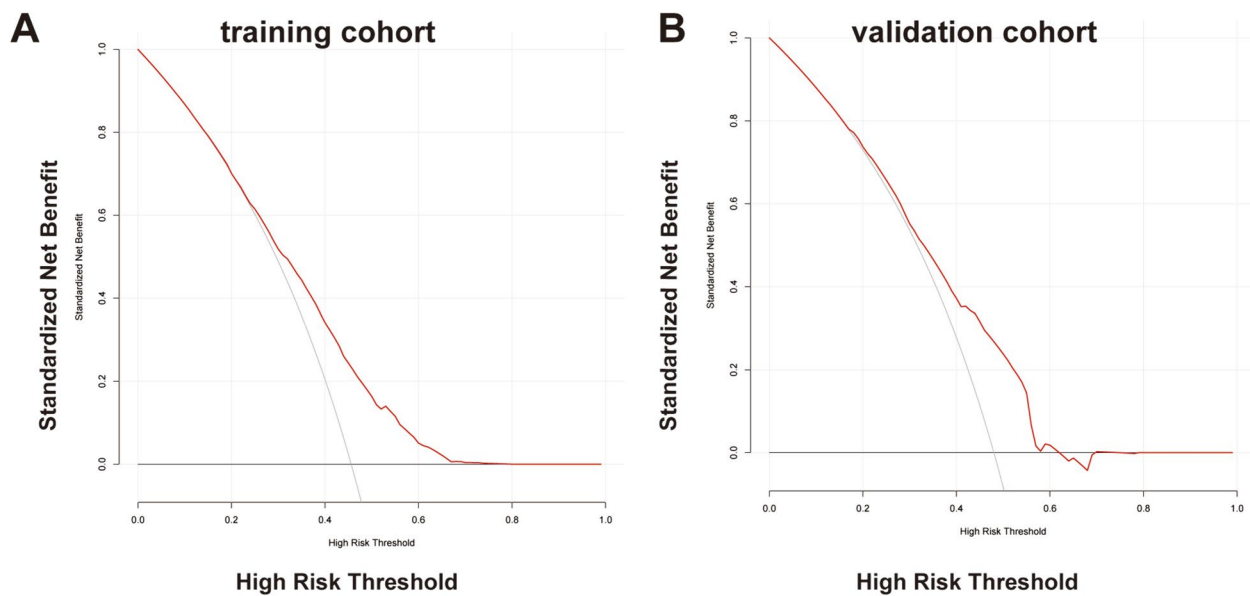 A
training cohort
Standardized Net Benefit
Standardized Net Benefit
1.0
0.8
0.6
0.4
0.2
0.0
0.0 0.2 0.4 0.6 0.8 1.0
High Risk Threshold
High Risk Threshold
B
validation cohort
Standardized Net Benefit
Standardized Net Benefit
1.0
0.8
0.6
0.4
0.2
0.0
0.0 0.2 0.4 0.6 0.8 1.0
High Risk Threshold
High Risk Threshold